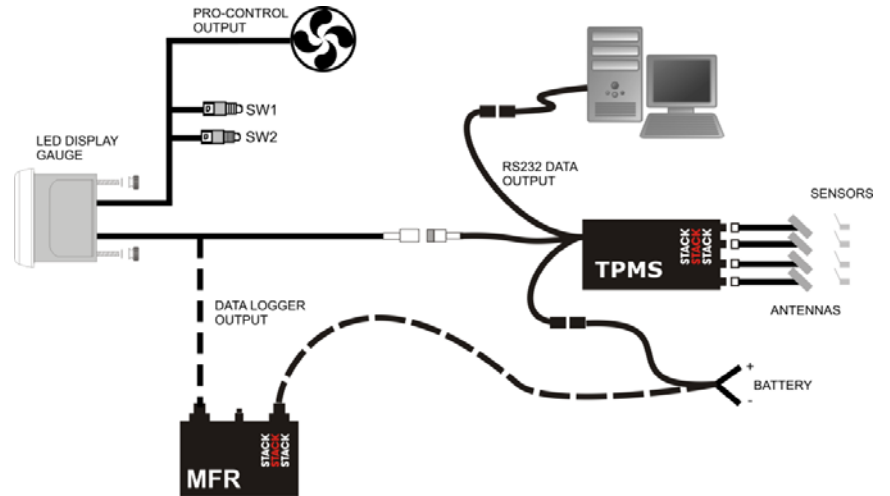 PRO-CONTROL
OUTPUT
SW1
SW2
LED DISPLAY
GAUGE
RS232 DATA
OUTPUT
SENSORS
TPMS
STACK
STACK
STACK
ANTENNAS
DATA LOGGER
OUTPUT
+
BATTERY
-
MFR
STACK
STACK
STACK